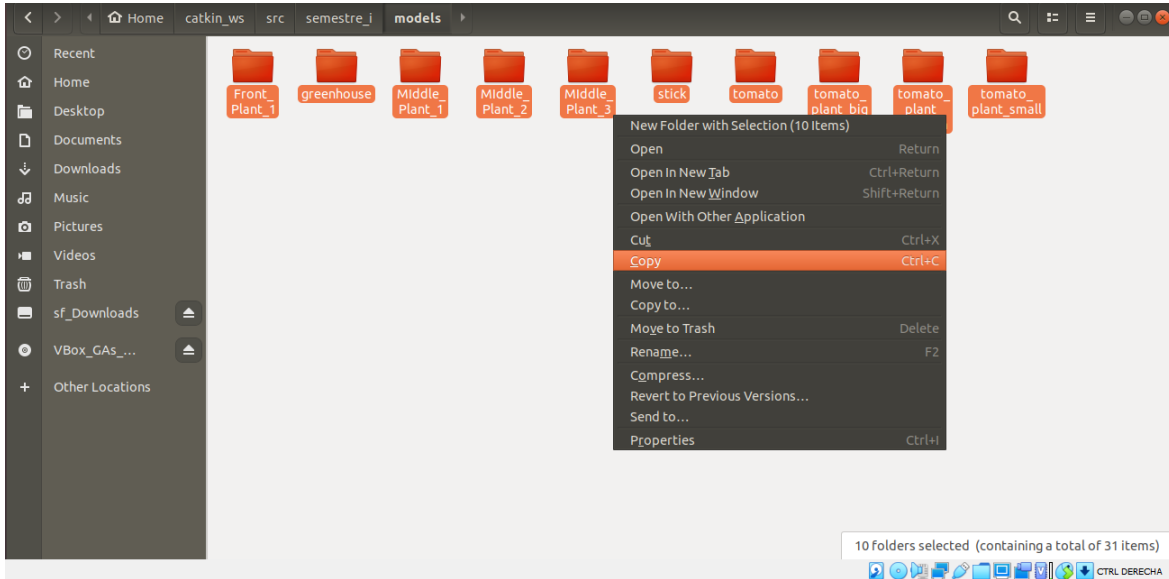 Home catkin_ws src semestre_i models
Recent
Home
Desktop
Documents
Downloads
Music
Pictures
Videos
Trash
sf_Downloads
VBox_GAs_...
Other Locations
Front_
Plant_1
greenhouse
MIddle_
Plant_1
MIddle_
Plant_2
MIddle_
Plant_3
stick
tomato
tomato_
plant_big
tomato_
plant_
tomato_
plant_small
New Folder with Selection (10 Items)
Open Return
Open In New Tab Ctrl+Return
Open In New Window Shift+Return
Open With Other Application
Cut Ctrl+X
Copy Ctrl+C
Move to...
Copy to...
Move to Trash Delete
Rename... F2
Compress...
Revert to Previous Versions...
Send to...
Properties Ctrl+I
10 folders selected (containing a total of 31 items)
CTRL DERECHA